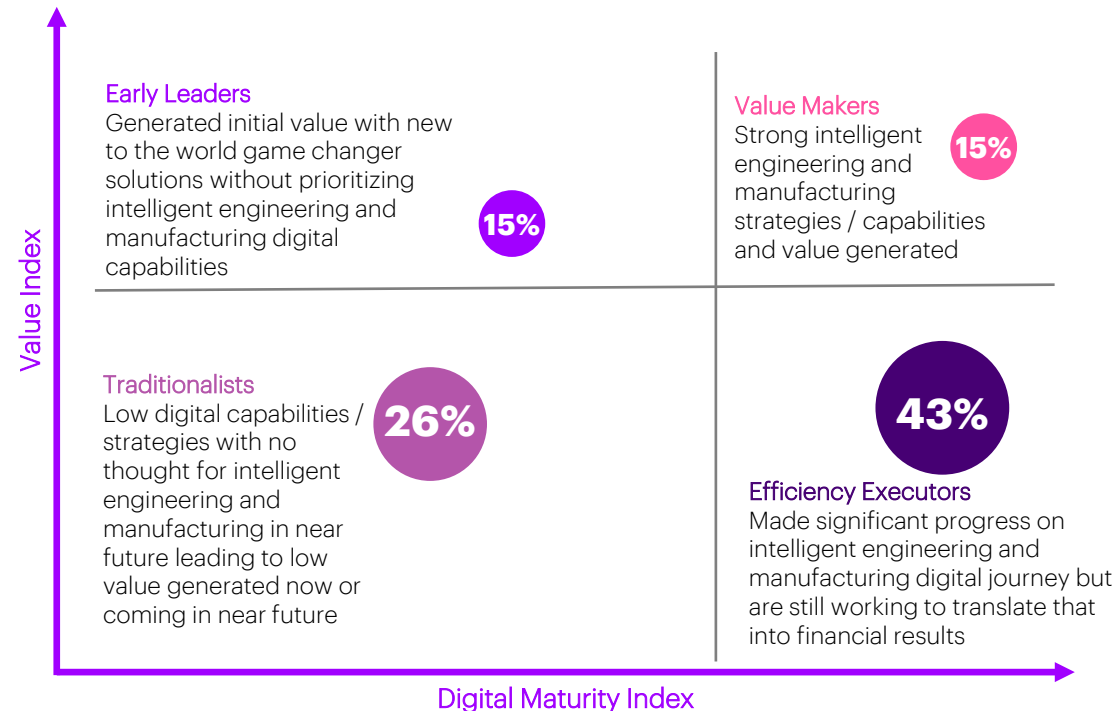 Value Index
Early Leaders
Generated initial value with new
to the world game changer
solutions without prioritizing
intelligent engineering and
manufacturing digital
capabilities
15%
Value Makers
Strong intelligent
engineering and
manufacturing
strategies / capabilities
and value generated
15%
Traditionalists
Low digital capabilities /
strategies with no
thought for intelligent
engineering and
manufacturing in near
future leading to low
value generated now or
coming in near future
26%
43%
Efficiency Executors
Made significant progress on
intelligent engineering and
manufacturing digital journey but
are still working to translate that
into financial results
Digital Maturity Index